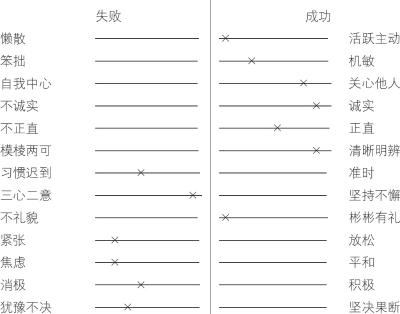 失败 成功
懒散 活跃主动
笨拙 机敏
自我中心 关心他人
不诚实 诚实
不正直 正直
模棱两可 清晰明辨
习惯迟到 准时
三心二意 坚持不懈
不礼貌 彬彬有礼
紧张 放松
焦虑 平和
消极 积极
犹豫不决 坚决果断